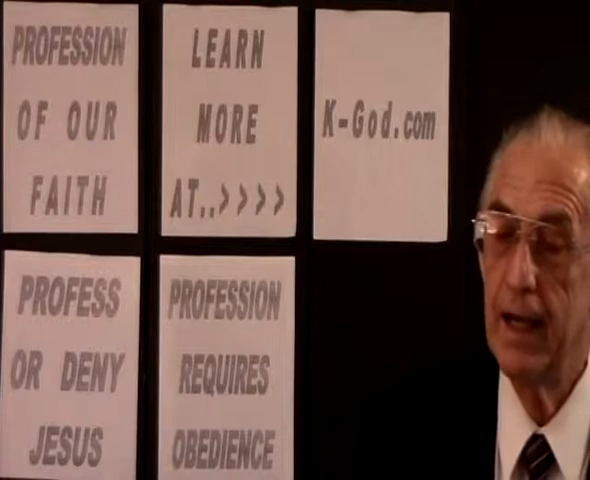 PROFESSION
OF OUR
FAITH
LEARN
MORE
AT..>>>>
K-God.com
PROFESS
OR DENY
JESUS
PROFESSION
REQUIRES
OBEDIENCE